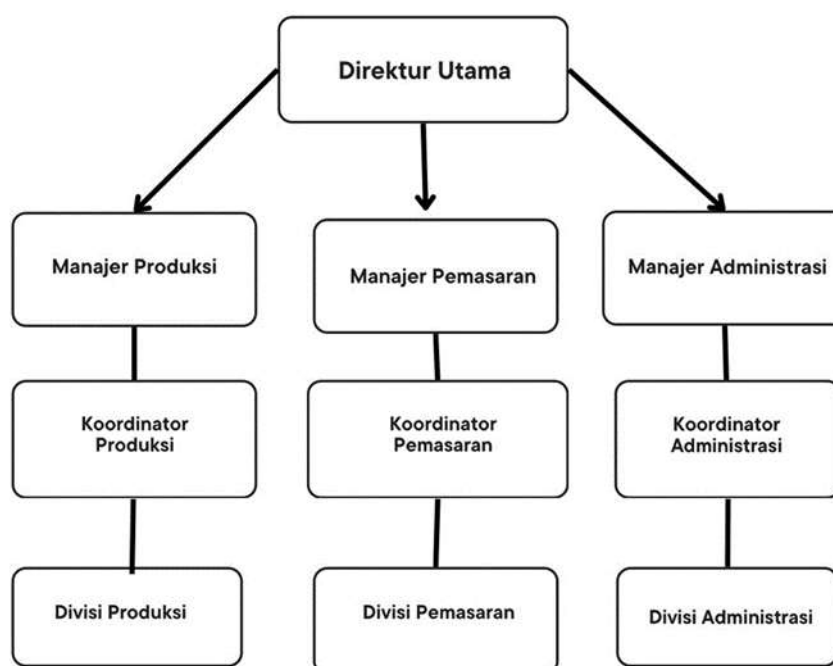 Direktur Utama
Manajer Produksi
Manajer Pemasaran
Manajer Administrasi
Koordinator
Produksi
Koordinator
Pemasaran
Koordinator
Administrasi
Divisi Produksi
Divisi Pemasaran
Divisi Administrasi